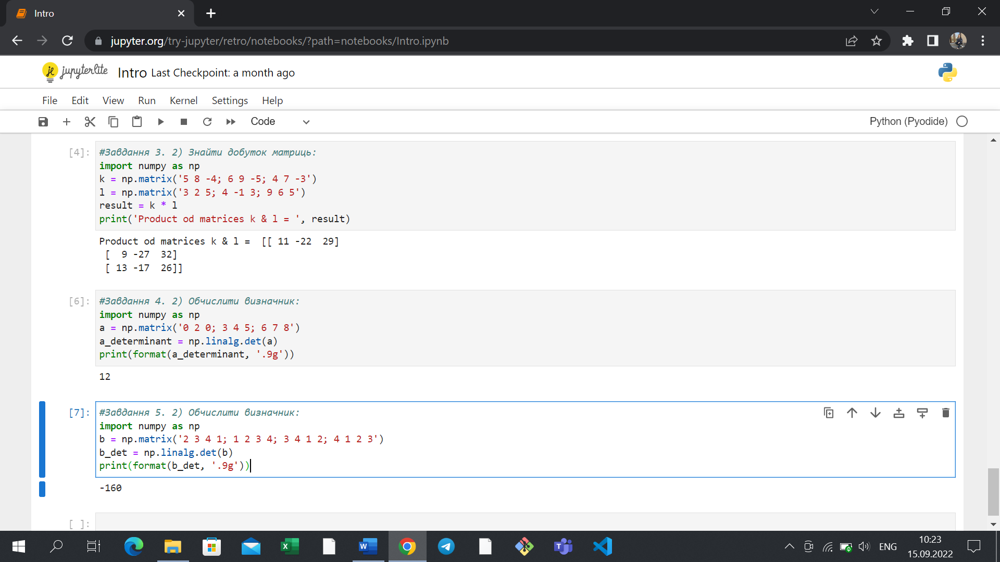 Intro
jupyter.org/try-jupyter/retro/notebooks/?path=notebooks/Intro.ipynb
jupyterlite Intro Last Checkpoint: a month ago
File Edit View Run Kernel Settings Help
Code Python (Pyodide)
[4]: #Завдання 3. 2) Знайти добуток матриць:
import numpy as np
k = np.matrix('5 8 -4; 6 9 -5; 4 7 -3')
l = np.matrix('3 2 5; 4 -1 3; 9 6 5')
result = k * l
print('Product od matrices k & l = ', result)
Product od matrices k & l =  [[ 11 -22  29]
 [  9 -27  32]
 [ 13 -17  26]]
[6]: #Завдання 4. 2) Обчислити визначник:
import numpy as np
a = np.matrix('0 2 0; 3 4 5; 6 7 8')
a_determinant = np.linalg.det(a)
print(format(a_determinant, '.9g'))
12
[7]: #Завдання 5. 2) Обчислити визначник:
import numpy as np
b = np.matrix('2 3 4 1; 1 2 3 4; 3 4 1 2; 4 1 2 3')
b_det = np.linalg.det(b)
print(format(b_det, '.9g'))
-160
[ ]:
ENG
10:23
15.09.2022